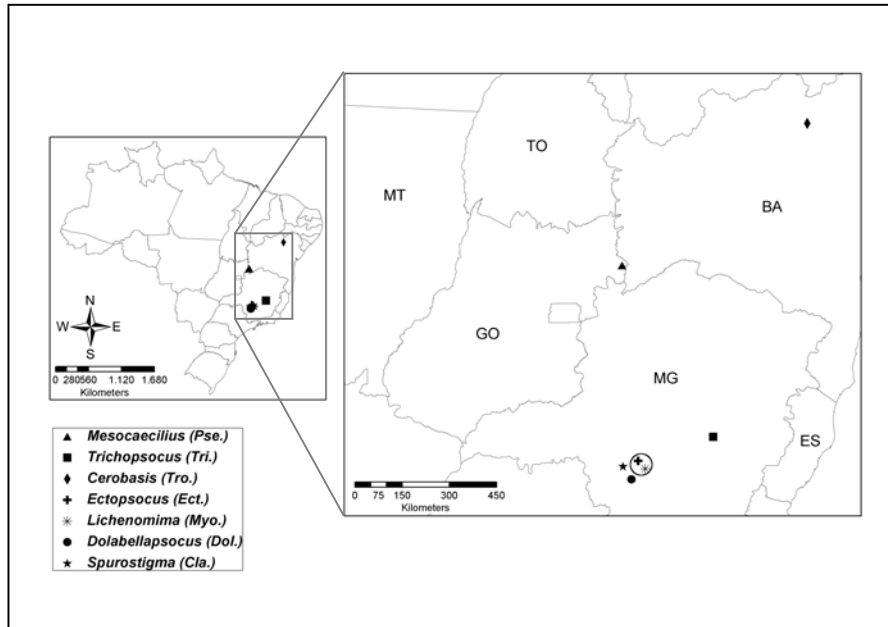 N
W E
S
0 280560 1.120 1.680
Kilometers
Mesocaecilius (Pse.)
Trichopsocus (Tri.)
Cerobasis (Tro.)
Ectopsocus (Ect.)
Lichenomima (Myo.)
Dolabellapsocus (Dol.)
Spurostigma (Cla.)
TO
MT
BA
GO
MG
ES
0 75 150 300 450
Kilometers